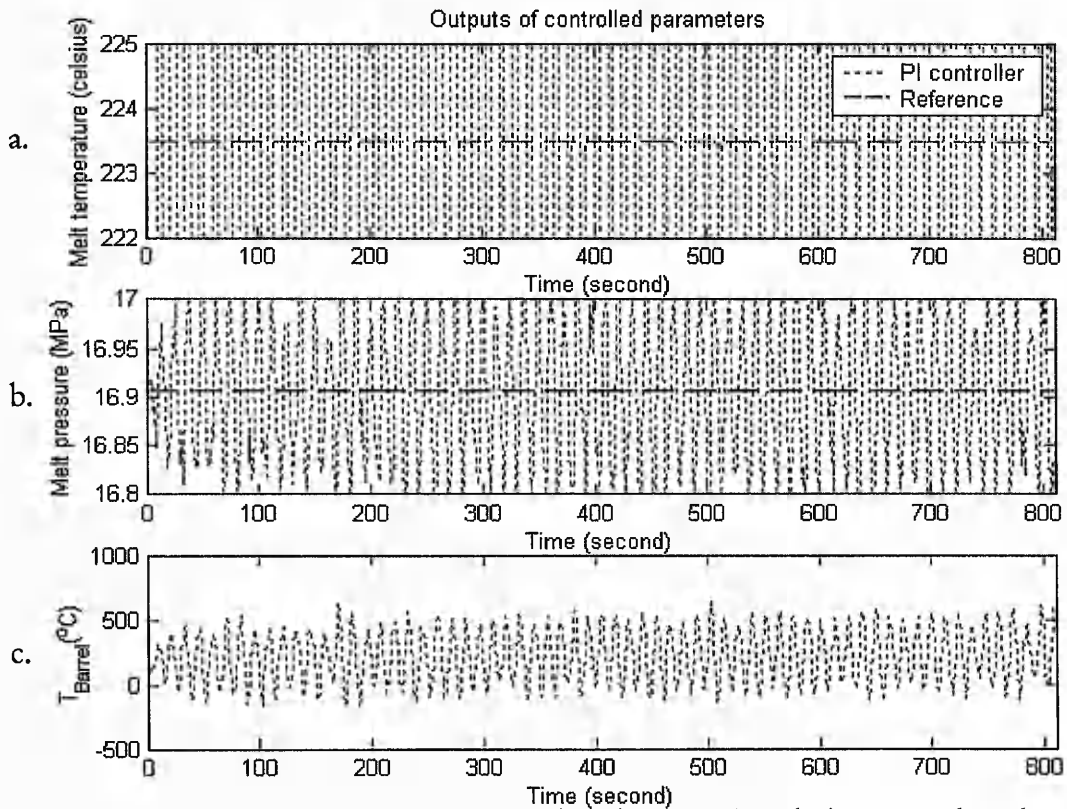 Outputs of controlled parameters
a.
Melt temperature (celsius)
225
224
223
222
PI controller
Reference
0 100 200 300 400 500 600 700 800
Time (second)
b.
Melt pressure (MPa)
17
16.95
16.9
16.85
16.8
0 100 200 300 400 500 600 700 800
Time (second)
c.
T_Barrel(ºC)
1000
500
0
-500
0 100 200 300 400 500 600 700 800
Time (second)